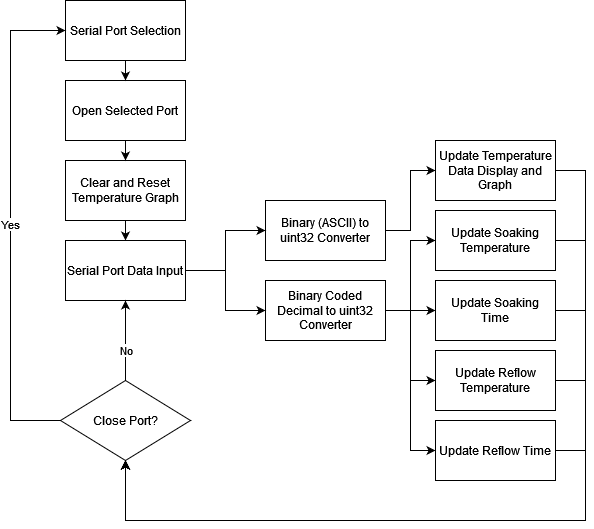 Serial Port Selection
Open Selected Port
Clear and Reset
Temperature Graph
Serial Port Data Input
Binary (ASCII) to
uint32 Converter
Binary Coded
Decimal to uint32
Converter
Update Temperature
Data Display and
Graph
Update Soaking
Temperature
Update Soaking
Time
Update Reflow
Temperature
Update Reflow Time
Close Port?
No
Yes